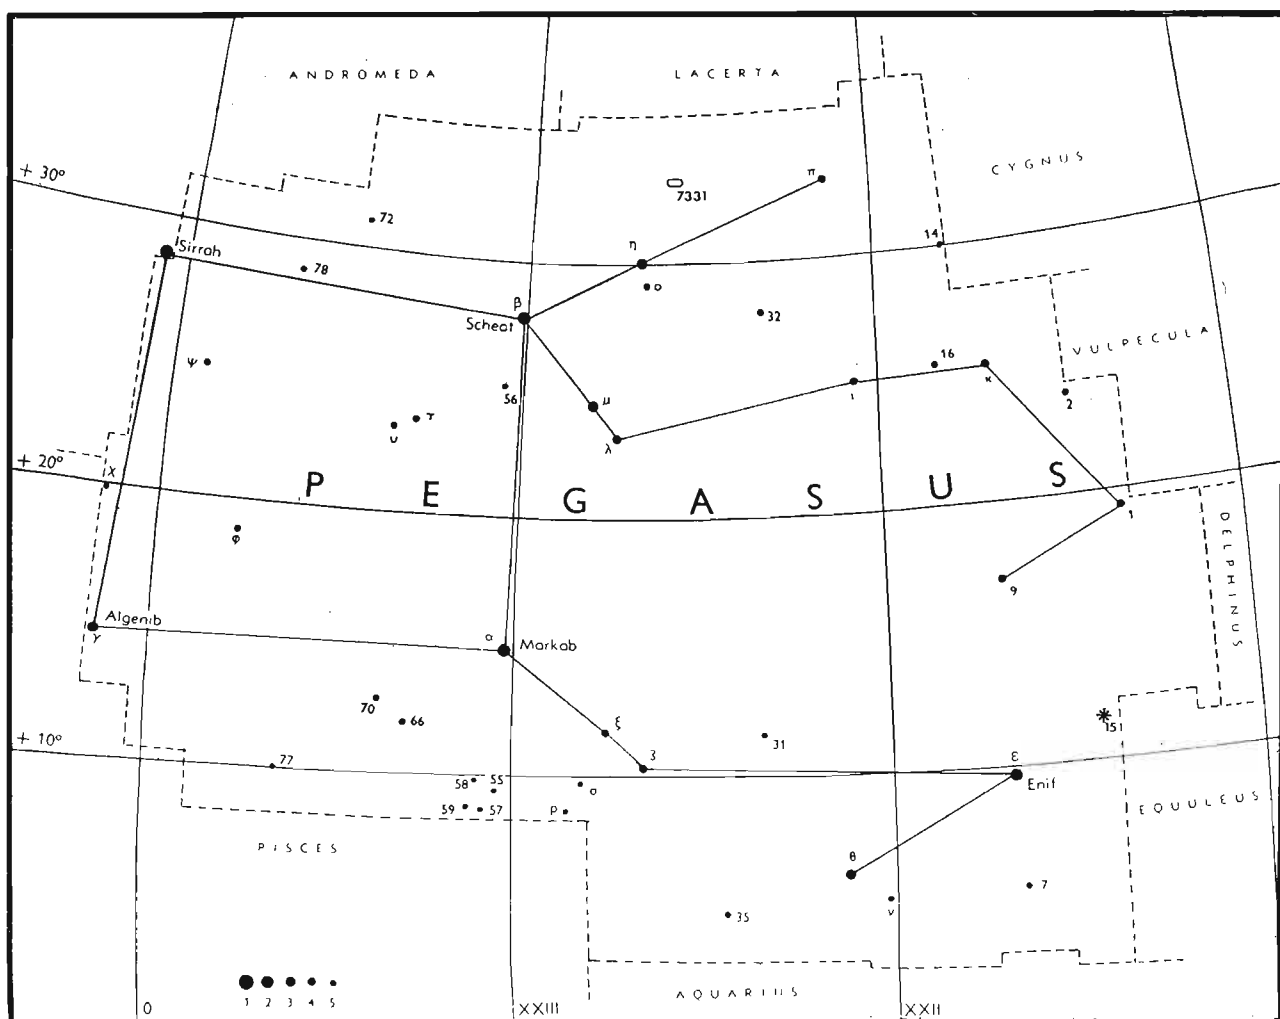 ANDROMEDA
LACERTA
CYGNUS
+ 30°
π
7331
72
14
Sirrah
η
78
ο
β
Scheat
32
VULPECULA
ψ
16
56
μ
ι
κ
2
τ
υ
λ
+ 20°
χ
P E G A S U S
1
DELPHINUS
φ
9
Algenib
γ
α
Markab
70
66
ξ
31
151
+ 10°
77
ζ
ε
Enif
58
55
σ
59
57
ρ
EQUULEUS
PISCES
θ
7
35
ν
1 2 3 4 5
AQUARIUS
0
XXIII
XXII